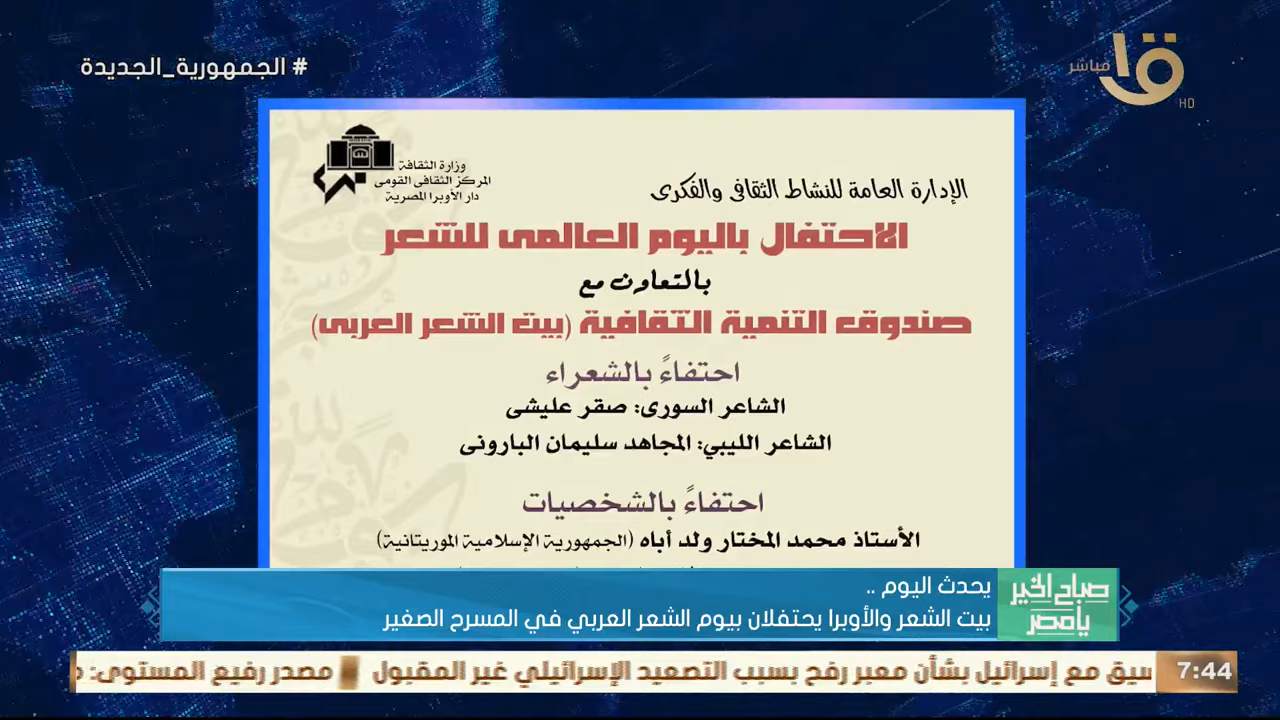 # الجمهورية_الجديدة
مباشر
HD
وزارة الثقافة
المركز الثقافى القومى
دار الأوبرا المصرية
الإدارة العامة للنشاط الثقافى والفكرى
الاحتفال باليوم العالمى للشعر
بالتعاون مع
صندوق التنمية الثقافية (بيت الشعر العربى)
احتفاءً بالشعراء
الشاعر السورى: صقر عليشى
الشاعر الليبي: المجاهد سليمان البارونى
احتفاءً بالشخصيات
الأستاذ محمد المختار ولد أباه (الجمهورية الإسلامية الموريتانية)
صباح الخير
يا مصر
يحدث اليوم ..
بيت الشعر والأوبرا يحتفلان بيوم الشعر العربي في المسرح الصغير
7:44
سيق مع إسرائيل بشأن معبر رفح بسبب التصعيد الإسرائيلي غير المقبول
مصدر رفيع المستوى: